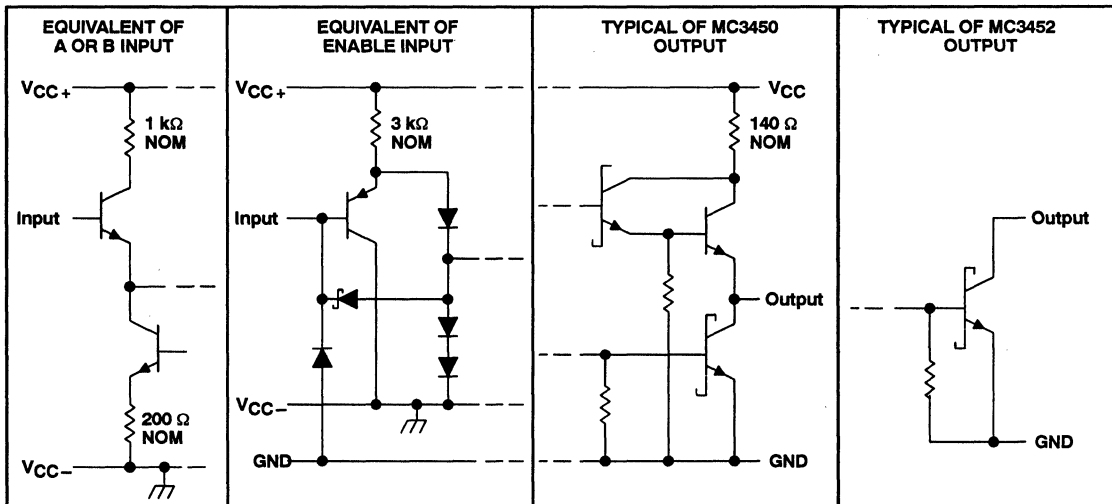 EQUIVALENT OF
A OR B INPUT
VCC+
1 kΩ
NOM
Input
200 Ω
NOM
VCC−
EQUIVALENT OF
ENABLE INPUT
VCC+
3 kΩ
NOM
Input
VCC−
GND
TYPICAL OF MC3450
OUTPUT
VCC
140 Ω
NOM
Output
GND
TYPICAL OF MC3452
OUTPUT
Output
GND